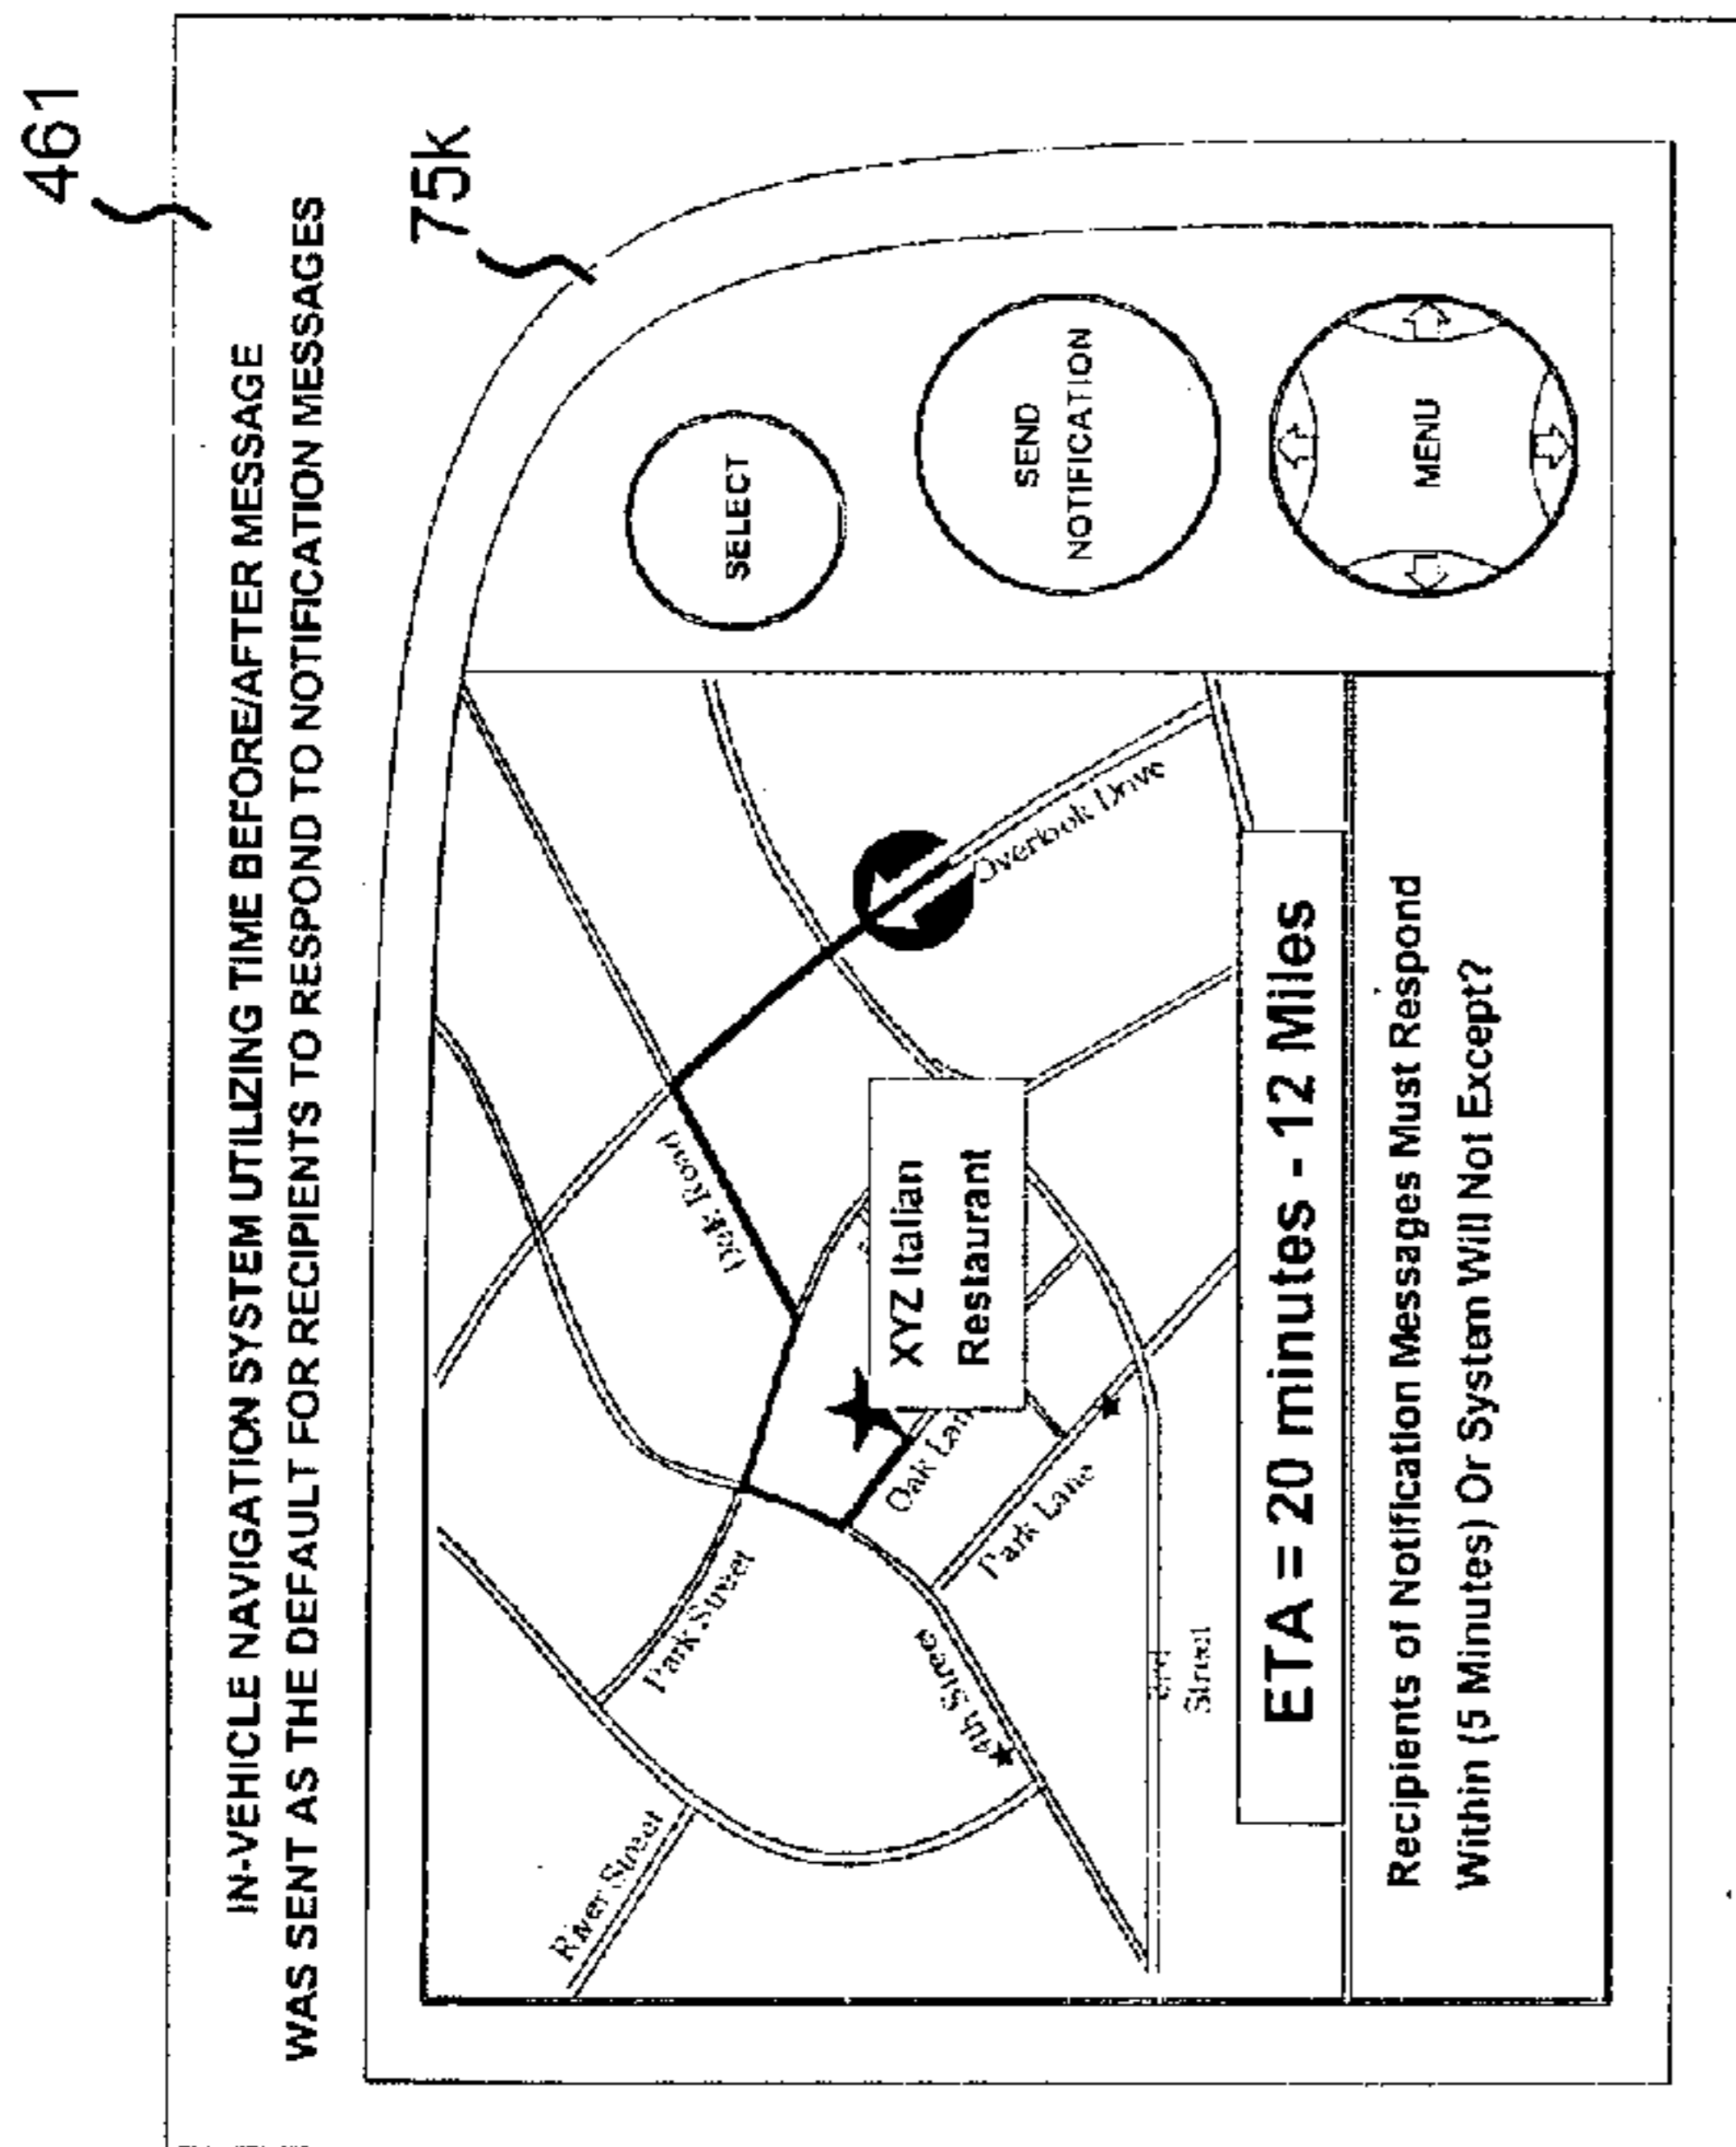 461
IN-VEHICLE NAVIGATION SYSTEM UTILIZING TIME BEFORE/AFTER MESSAGE
WAS SENT AS THE DEFAULT FOR RECIPIENTS TO RESPOND TO NOTIFICATION MESSAGES
75k
River Street
Park Street
Oak Road
Overbok Drive
XYZ Italian
Restaurant
Oak
Park Lane
4th Street
Street
SELECT
SEND
NOTIFICATION
MENU
ETA = 20 minutes - 12 Miles
Recipients of Notification Messages Must Respond
Within (5 Minutes) Or System Will Not Except?